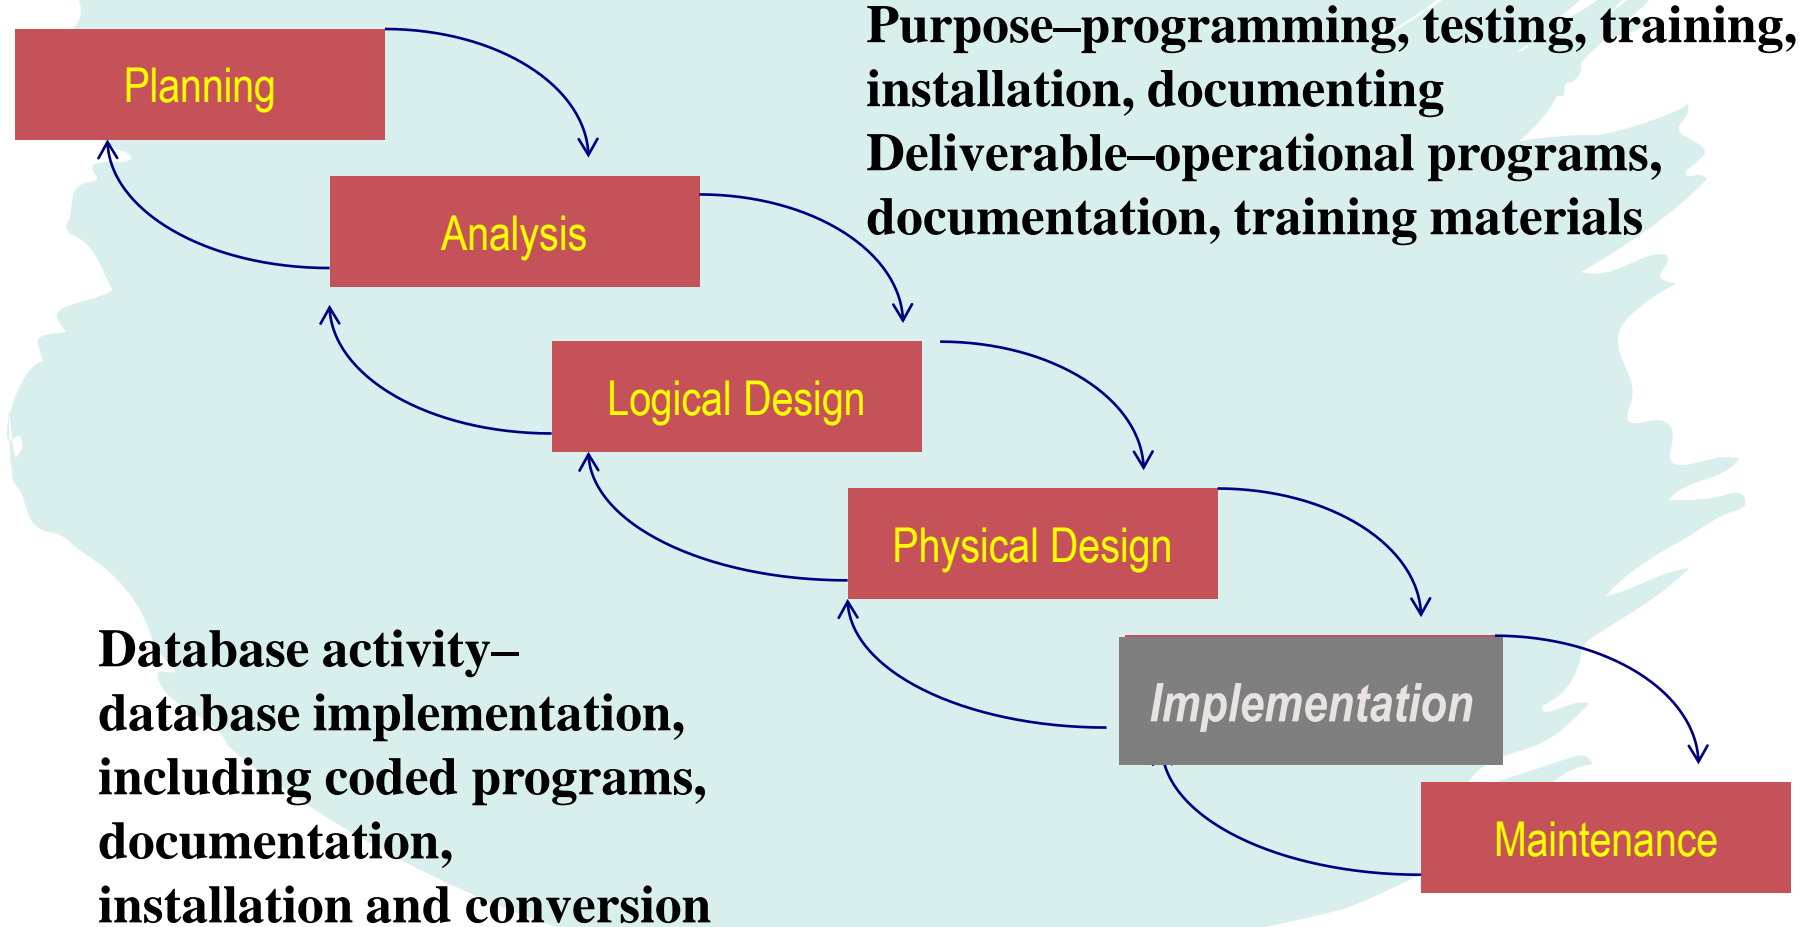 Purpose–programming, testing, training,
installation, documenting
Deliverable–operational programs,
documentation, training materials
Planning
Analysis
Logical Design
Physical Design
Implementation
Maintenance
Database activity–
database implementation,
including coded programs,
documentation,
installation and conversion